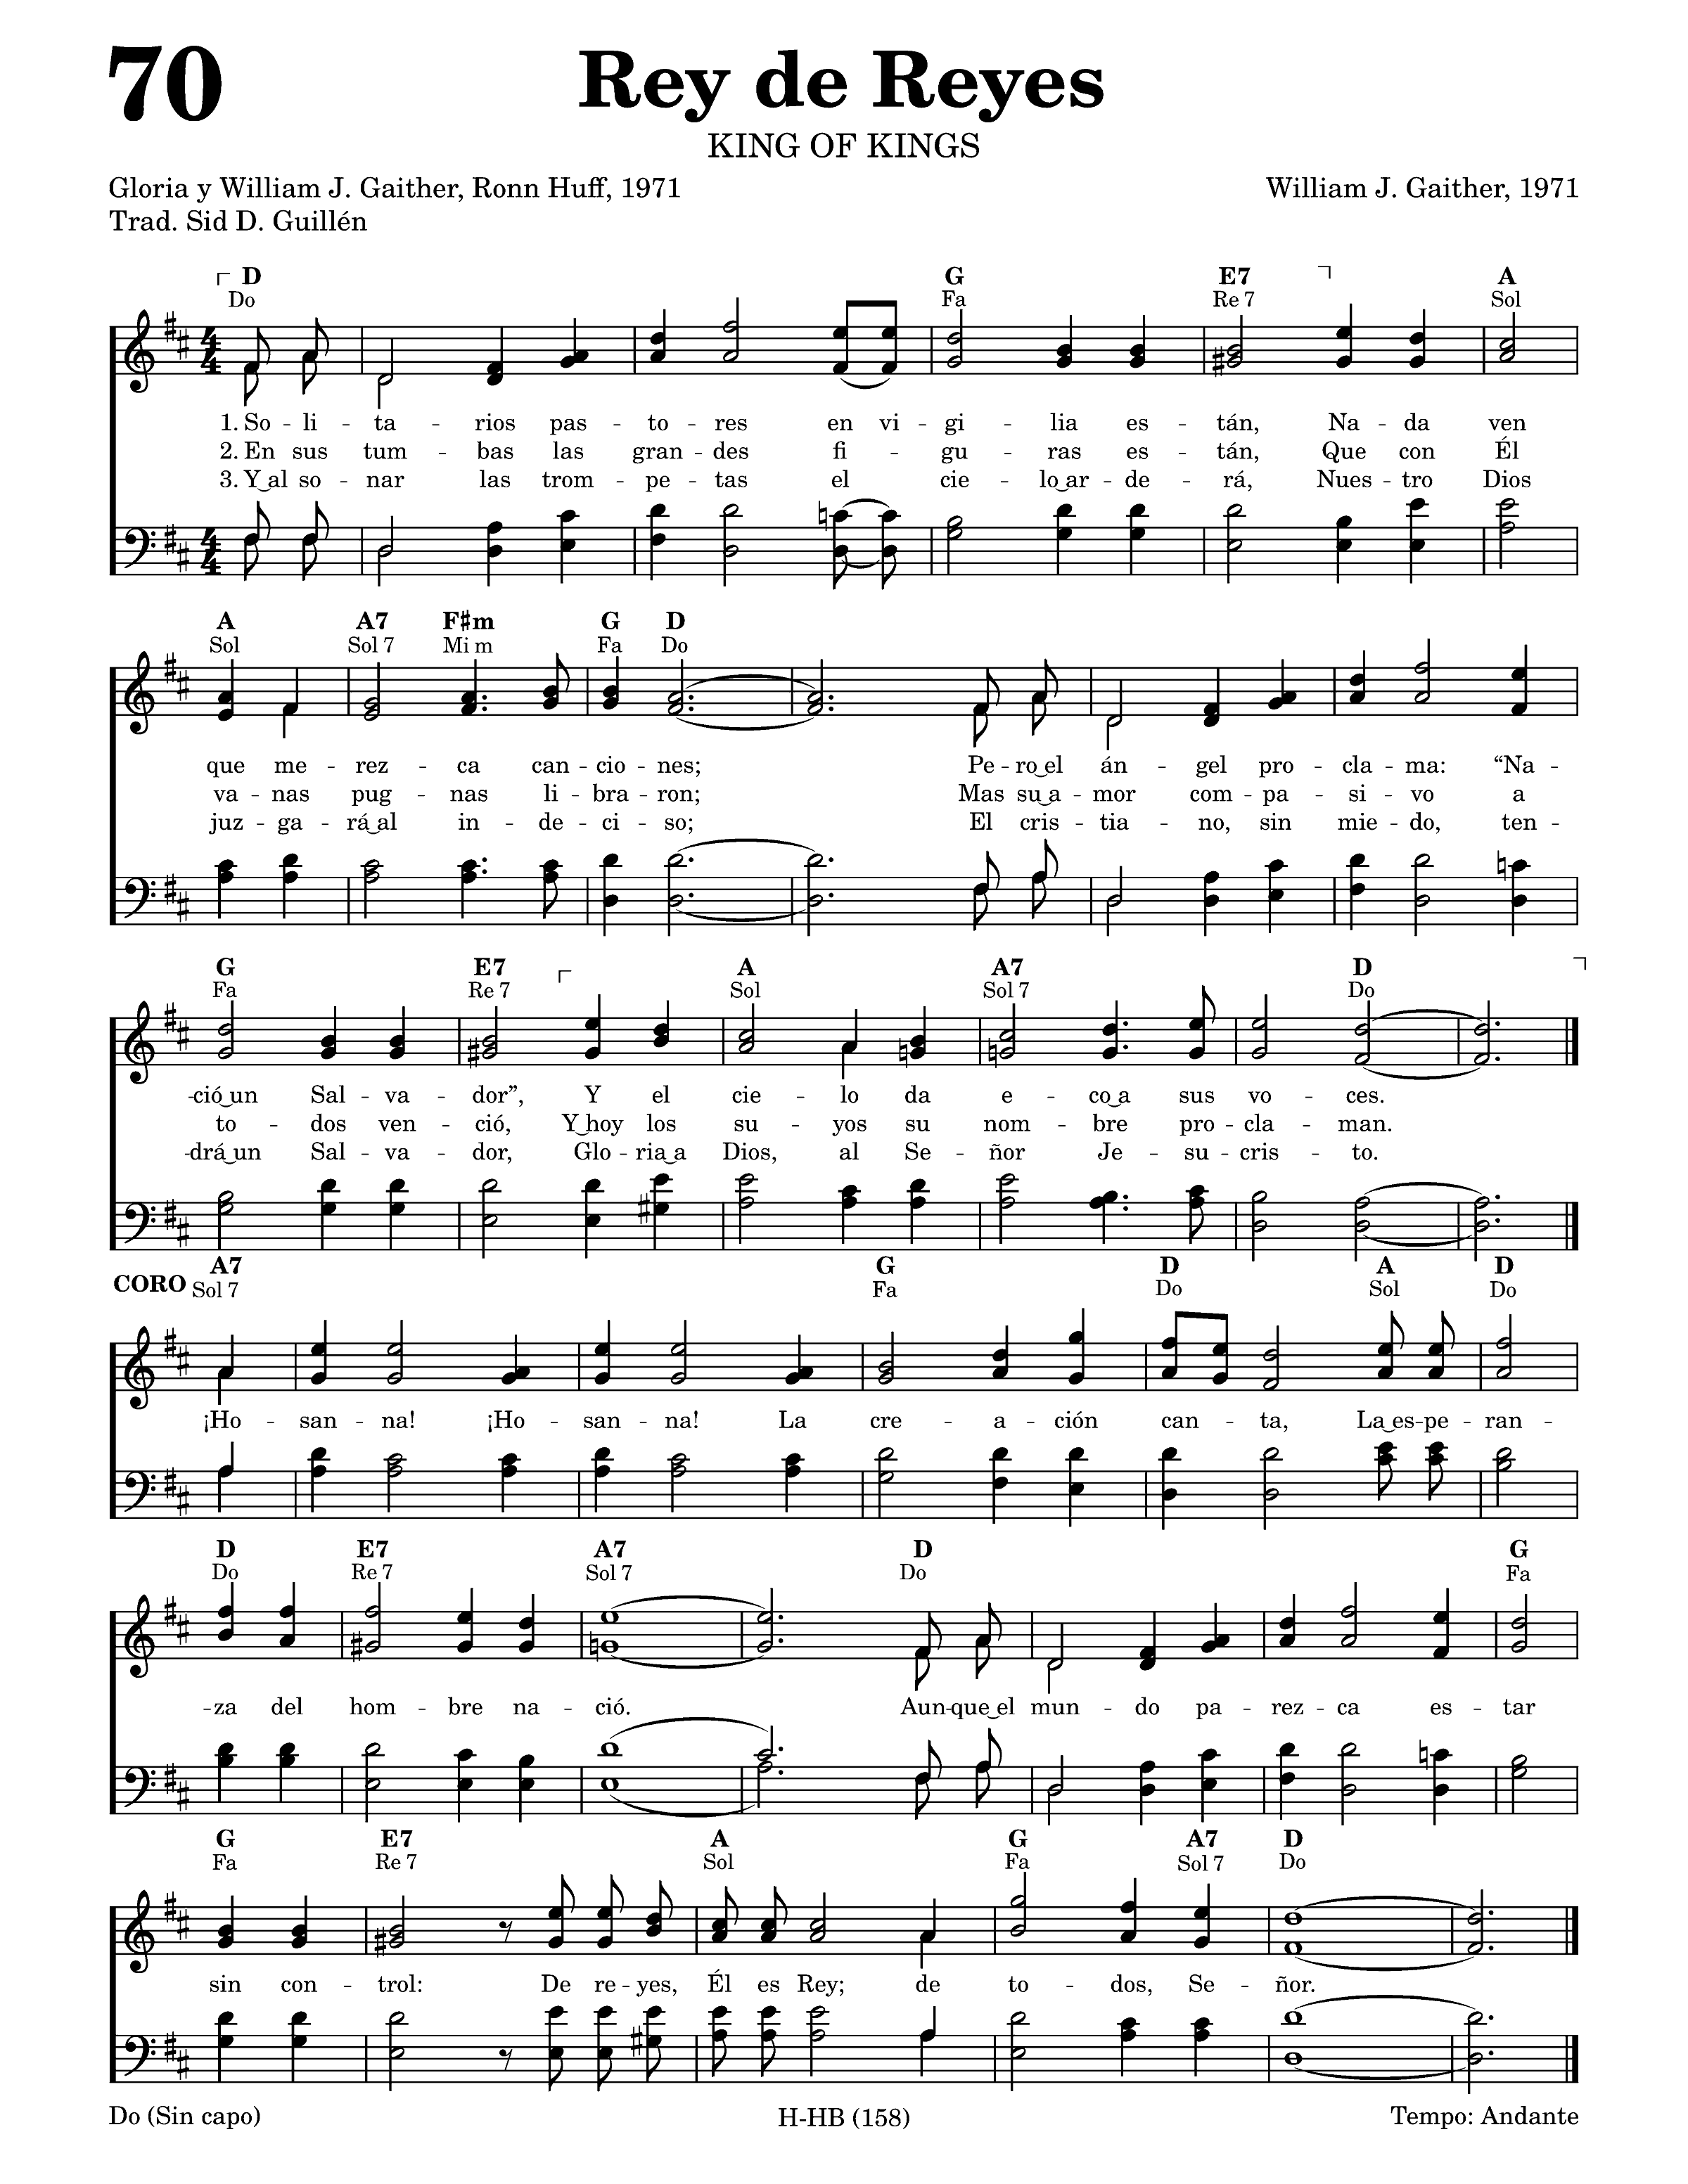 70
Rey de Reyes
KING OF KINGS
Gloria y William J. Gaither, Ronn Huff, 1971
William J. Gaither, 1971
Trad. Sid D. Guillén
D G E7 A
Do Fa Re 7 Sol
4 4
1. So -- li -- ta -- rios pas -- to -- res en vi -- gi -- lia es -- tán, Na -- da ven
2. En sus tum -- bas las gran -- des fi -- gu -- ras es -- tán, Que con Él
3. Y‿al so -- nar las trom -- pe -- tas el cie -- lo‿ar -- de -- rá, Nues -- tro Dios
4 4
A A7 F♯m G D
Sol Sol 7 Mi m Fa Do
que me -- rez -- ca can -- cio -- nes; Pe -- ro‿el án -- gel pro -- cla -- ma: “Na --
va -- nas pug -- nas li -- bra -- ron; Mas su‿a -- mor com -- pa -- si -- vo a
juz -- ga -- rá‿al in -- de -- ci -- so; El cris -- tia -- no, sin mie -- do, ten --
G E7 A A7 D
Fa Re 7 Sol Sol 7 Do
-- ció‿un Sal -- va -- dor”, Y el cie -- lo da e -- co‿a sus vo -- ces.
to -- dos ven -- ció, Y‿hoy los su -- yos su nom -- bre pro -- cla -- man.
-- drá‿un Sal -- va -- dor, Glo -- ria‿a Dios, al Se -- ñor Je -- su -- cris -- to.
A7 G D A D
CORO Sol 7 Fa Do Sol Do
¡Ho -- san -- na! ¡Ho -- san -- na! La cre -- a -- ción can -- ta, La‿es -- pe -- ran --
D E7 A7 D G
Do Re 7 Sol 7 Do Fa
-- za del hom -- bre na -- ció. Aun -- que‿el mun -- do pa -- rez -- ca es -- tar
G E7 A G A7 D
Fa Re 7 Sol Fa Sol 7 Do
sin con -- trol: De re -- yes, Él es Rey; de to -- dos, Se -- ñor.
Do (Sin capo)
H-HB (158)
Tempo: Andante